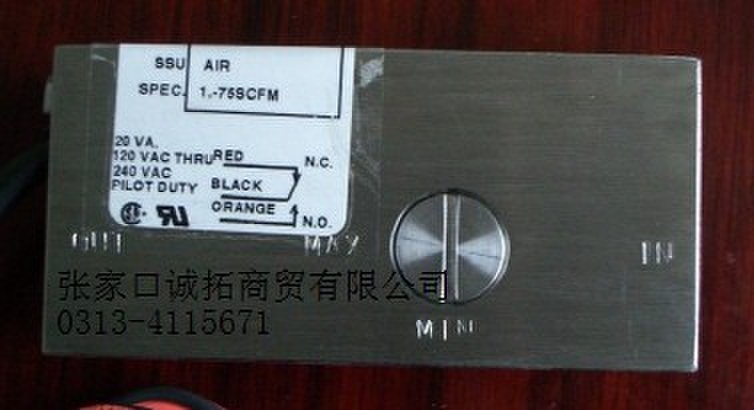 SSU AIR
SPEC. 1.-75SCFM
20 VA.
120 VAC THRU RED N.C.
240 VAC BLACK
PILOT DUTY ORANGE N.O.
OUT MAX IN
MIN
张家口诚拓商贸有限公司
0313-4115671